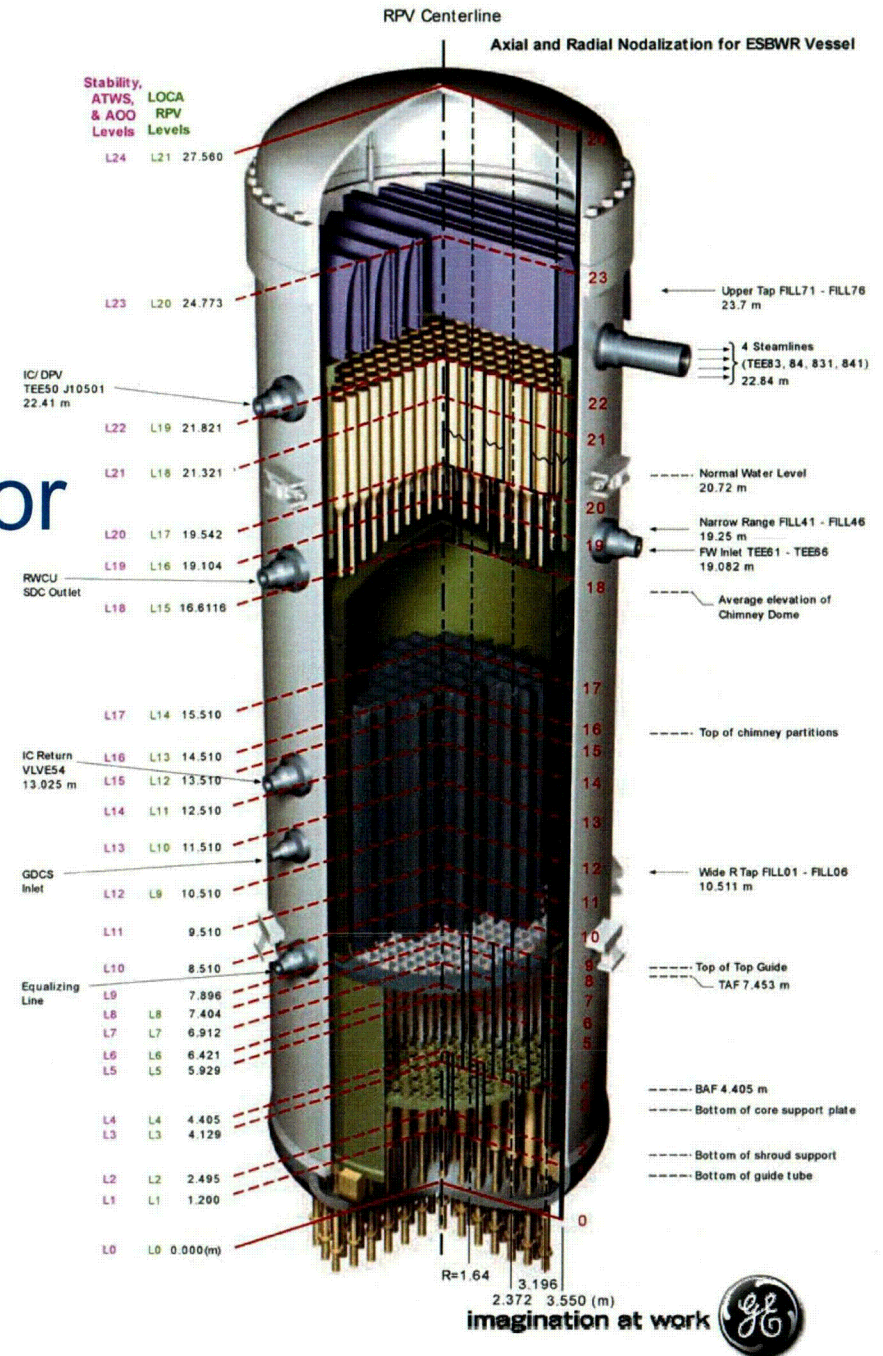 RPV Centerline
Axial and Radial Nodalization for ESBWR Vessel
Stability,
ATWS, LOCA
& AOO RPV
Levels Levels
L24 L21 27.560
L23 L20 24.773
IC/DPV
TEE50 J10501
22.41 m
L22 L19 21.821
L21 L18 21.321
or
L20 L17 19.542
L19 L16 19.104
RWCU
SDC Outlet
L18 L15 16.6116
L17 L14 15.510
IC Return
VLVE54
13.025 m
L16 L13 14.510
L15 L12 13.510
L14 L11 12.510
L13 L10 11.510
GDCS
Inlet
L12 L9 10.510
L11 9.510
L10 8.510
Equalizing
Line
L9 7.896
L8 L8 7.404
L7 L7 6.912
L6 L6 6.421
L5 L5 5.929
L4 L4 4.405
L3 L3 4.129
L2 L2 2.495
L1 L1 1.200
L0 L0 0.000(m)
23
22
21
20
19
18
17
16
15
14
13
12
11
10
9
8
7
6
5
2
0
Upper Tap FILL71 - FILL76
23.7 m
4 Steamlines
(TEE83, 84, 831, 841)
22.84 m
Normal Water Level
20.72 m
Narrow Range FILL41 - FILL46
19.25 m
FW Inlet TEE61 - TEE66
19.082 m
Average elevation of
Chimney Dome
Top of chimney partitions
Wide R Tap FILL01 - FILL06
10.511 m
Top of Top Guide
TAF 7.453 m
BAF 4.405 m
Bottom of core support plate
Bottom of shroud support
Bottom of guide tube
R=1.64
3.196
2.372 3.550 (m)
imagination at work
GE